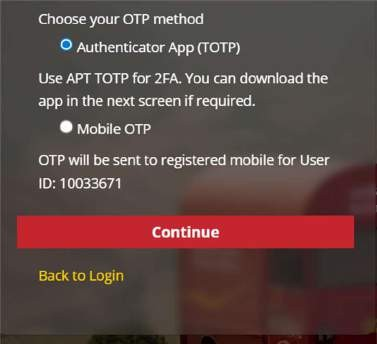 Choose your OTP method
Authenticator App (TOTP)
Use APT TOTP for 2FA. You can download the
app in the next screen if required.
Mobile OTP
OTP will be sent to registered mobile for User
ID: 10033671
Continue
Back to Login